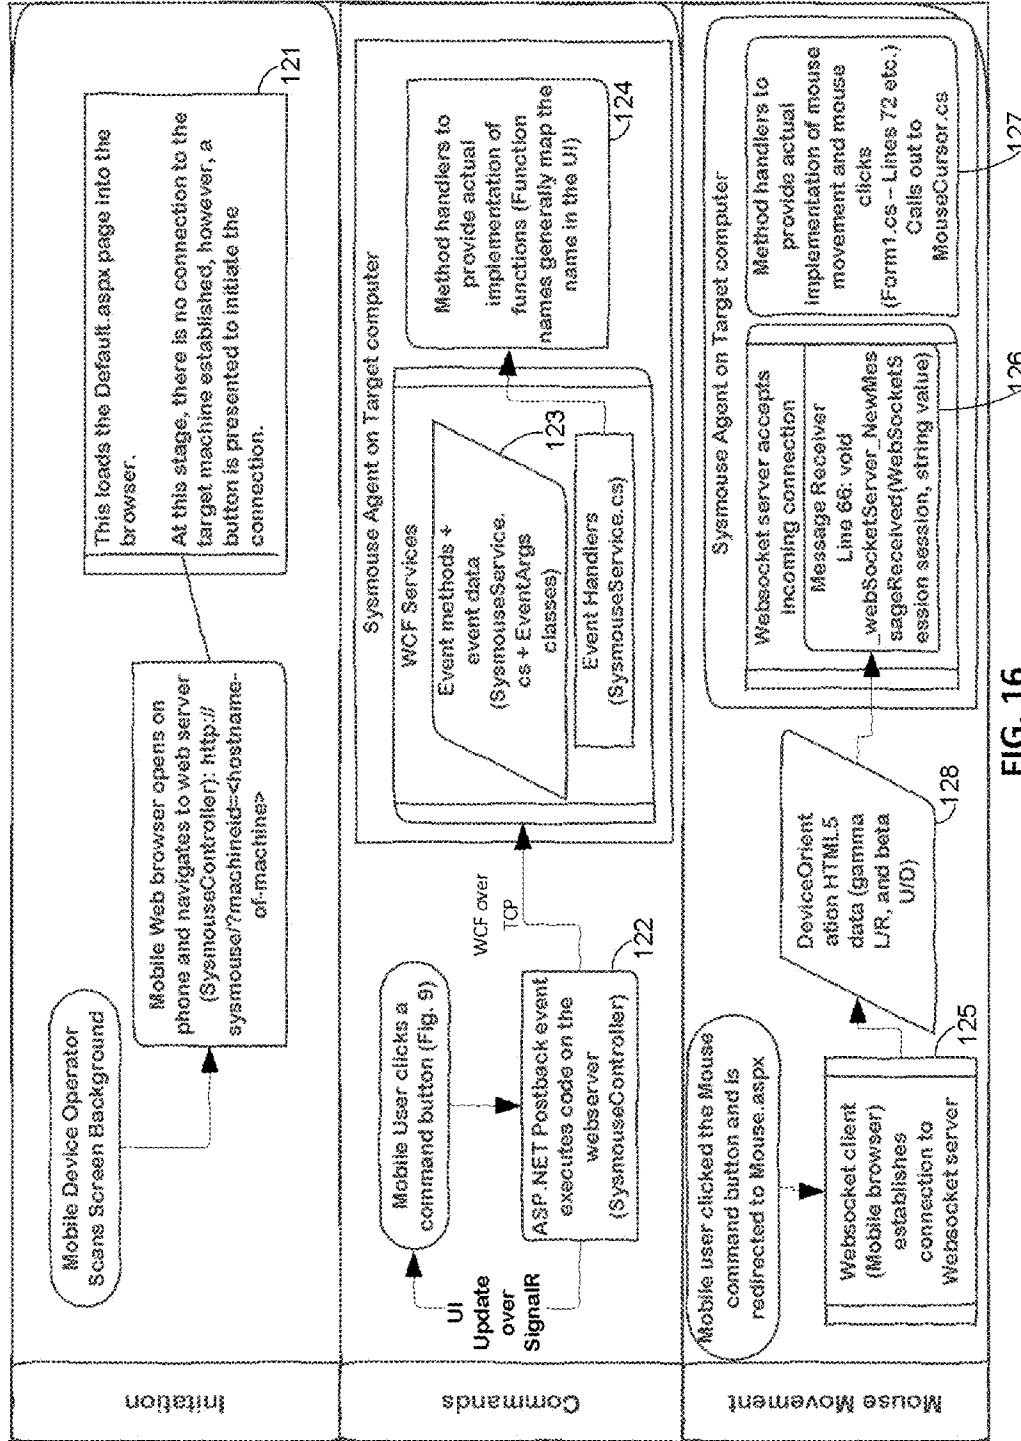 Initation
Mobile Device Operator
Scans Screen Background
Mobile Web browser opens on
phone and navigates to web server
(SysmouseController): http://
sysmouse/?machineid=<hostname-
of-machine>
This loads the Default.aspx page into the
browser.
At this stage, there is no connection to the
target machine established, however, a
button is presented to initiate the
connection.
121
Commands
UI
Update
over
SignalR
Mobile User clicks a
command button (Fig. 9)
ASP.NET Postback event
executes code on the
webserver
(SysmouseController)
122
WCF over
TCP
Sysmouse Agent on Target computer
WCF Services
Event methods +
event data
(SysmouseService.
cs + EventArgs
classes)
123
Event Handlers
(SysmouseService.cs)
Method handlers to
provide actual
implementation of
functions (Function
names generally map the
name in the UI)
124
Mouse Movement
Mobile user clicked the Mouse
command button and is
redirected to Mouse.aspx
Websocket client
(Mobile browser)
establishes
connection to
Websocket server
125
DeviceOrient
ation HTML5
data (gamma
L/R, and beta
U/D)
128
Sysmouse Agent on Target computer
Websocket server accepts
incoming connection
Message Receiver
Line 66: void
_webSocketServer_NewMes
sageReceived(WebSocketS
ession session, string value)
126
Method handlers to
provide actual
implementation of mouse
movement and mouse
clicks
(Form1.cs – Lines 72 etc.)
Calls out to
MouseCursor.cs
127
FIG. 16